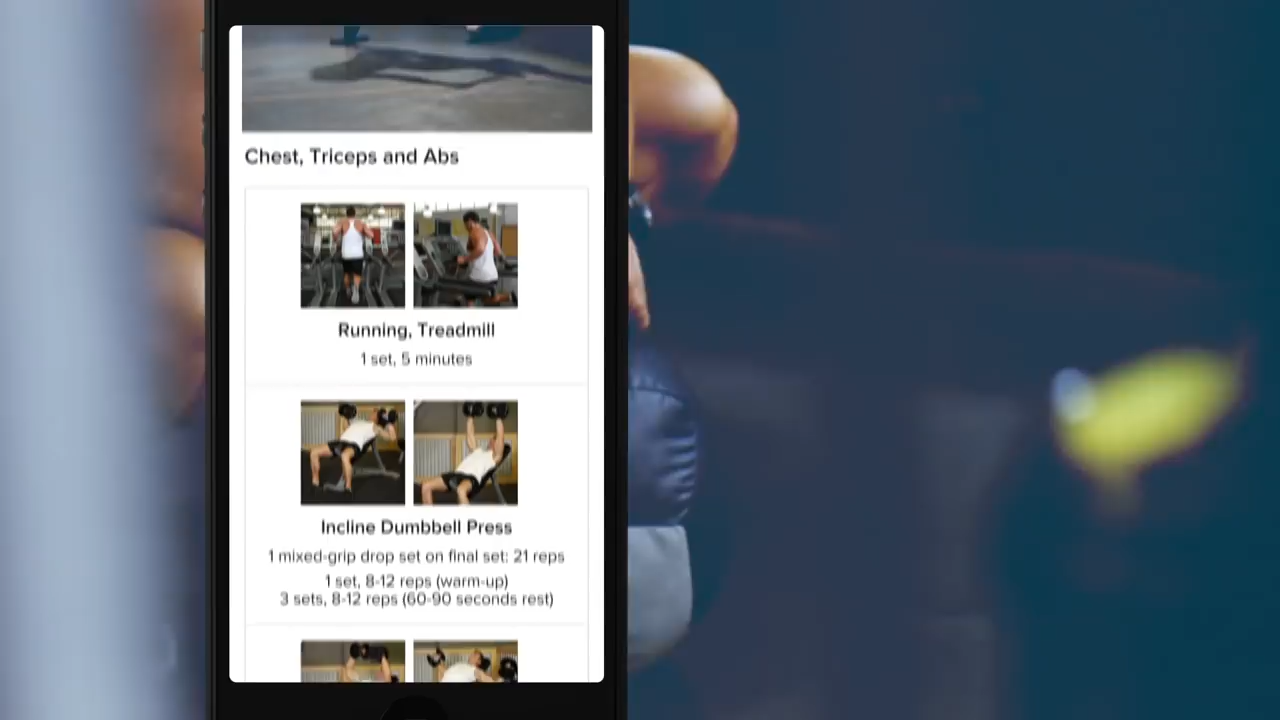 Chest, Triceps and Abs
Running, Treadmill
1 set, 5 minutes
Incline Dumbbell Press
1 mixed-grip drop set on final set: 21 reps
1 set, 8-12 reps (warm-up)
3 sets, 8-12 reps (60-90 seconds rest)